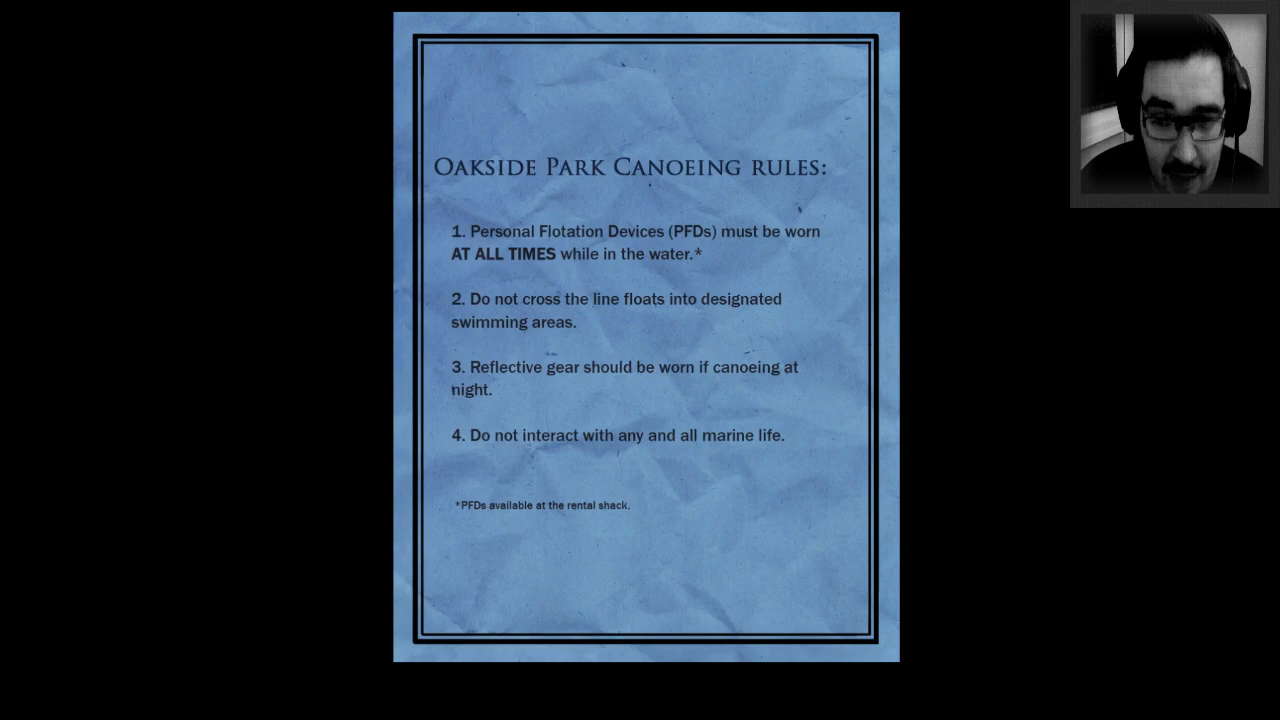 OAKSIDE PARK CANOEING RULES:
1. Personal Flotation Devices (PFDs) must be worn
AT ALL TIMES while in the water.*
2. Do not cross the line floats into designated
swimming areas.
3. Reflective gear should be worn if canoeing at
night.
4. Do not interact with any and all marine life.
*PFDs available at the rental shack.